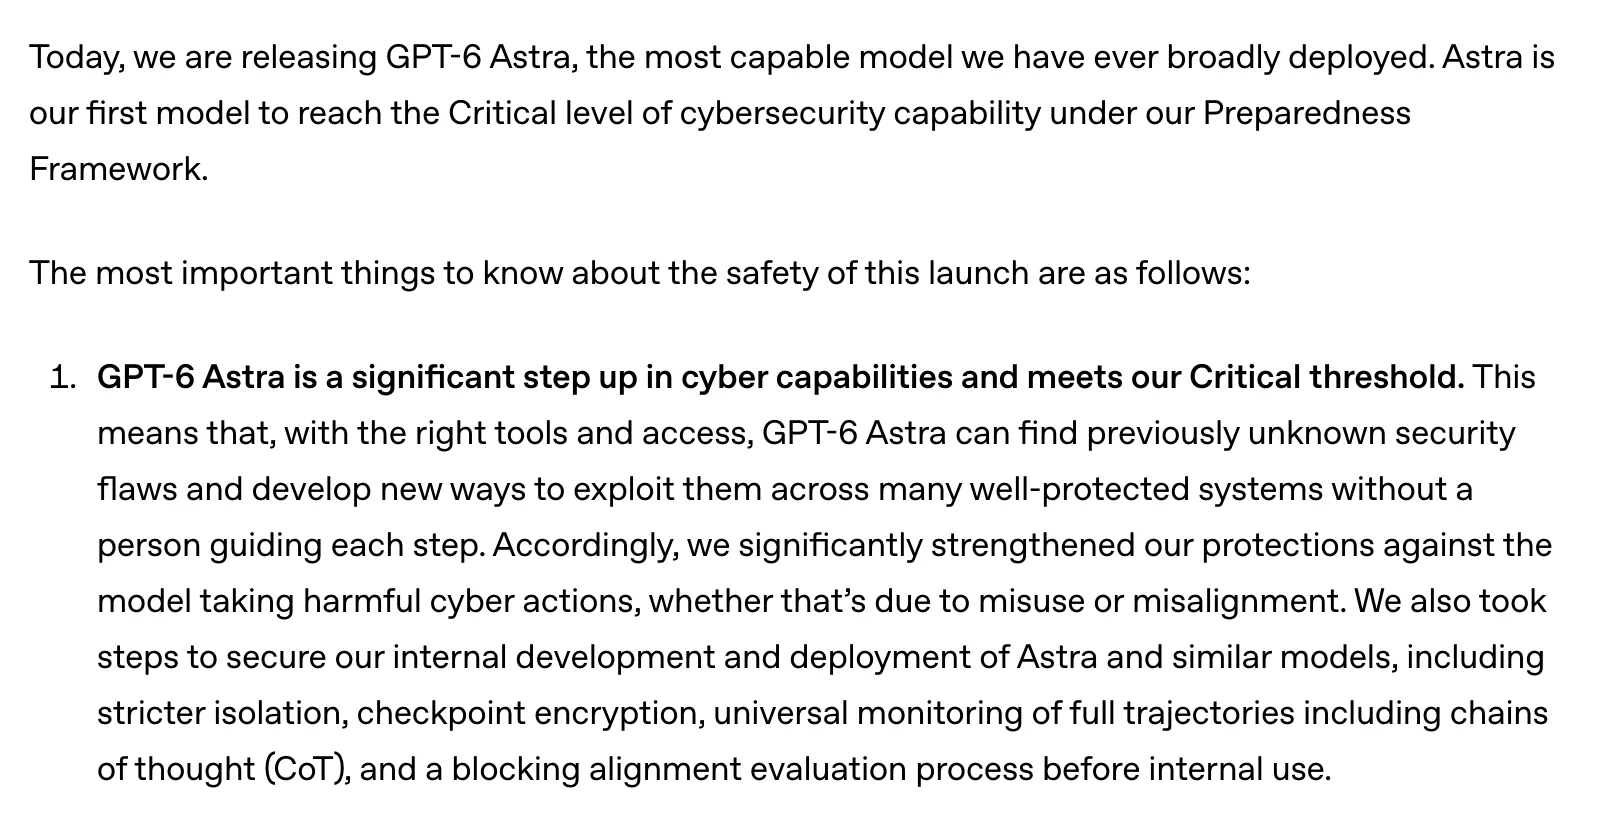 Today, we are releasing GPT-6 Astra, the most capable model we have ever broadly deployed. Astra is
our first model to reach the Critical level of cybersecurity capability under our Preparedness
Framework.
The most important things to know about the safety of this launch are as follows:
1. GPT-6 Astra is a significant step up in cyber capabilities and meets our Critical threshold. This
means that, with the right tools and access, GPT-6 Astra can find previously unknown security
flaws and develop new ways to exploit them across many well-protected systems without a
person guiding each step. Accordingly, we significantly strengthened our protections against the
model taking harmful cyber actions, whether that’s due to misuse or misalignment. We also took
steps to secure our internal development and deployment of Astra and similar models, including
stricter isolation, checkpoint encryption, universal monitoring of full trajectories including chains
of thought (CoT), and a blocking alignment evaluation process before internal use.